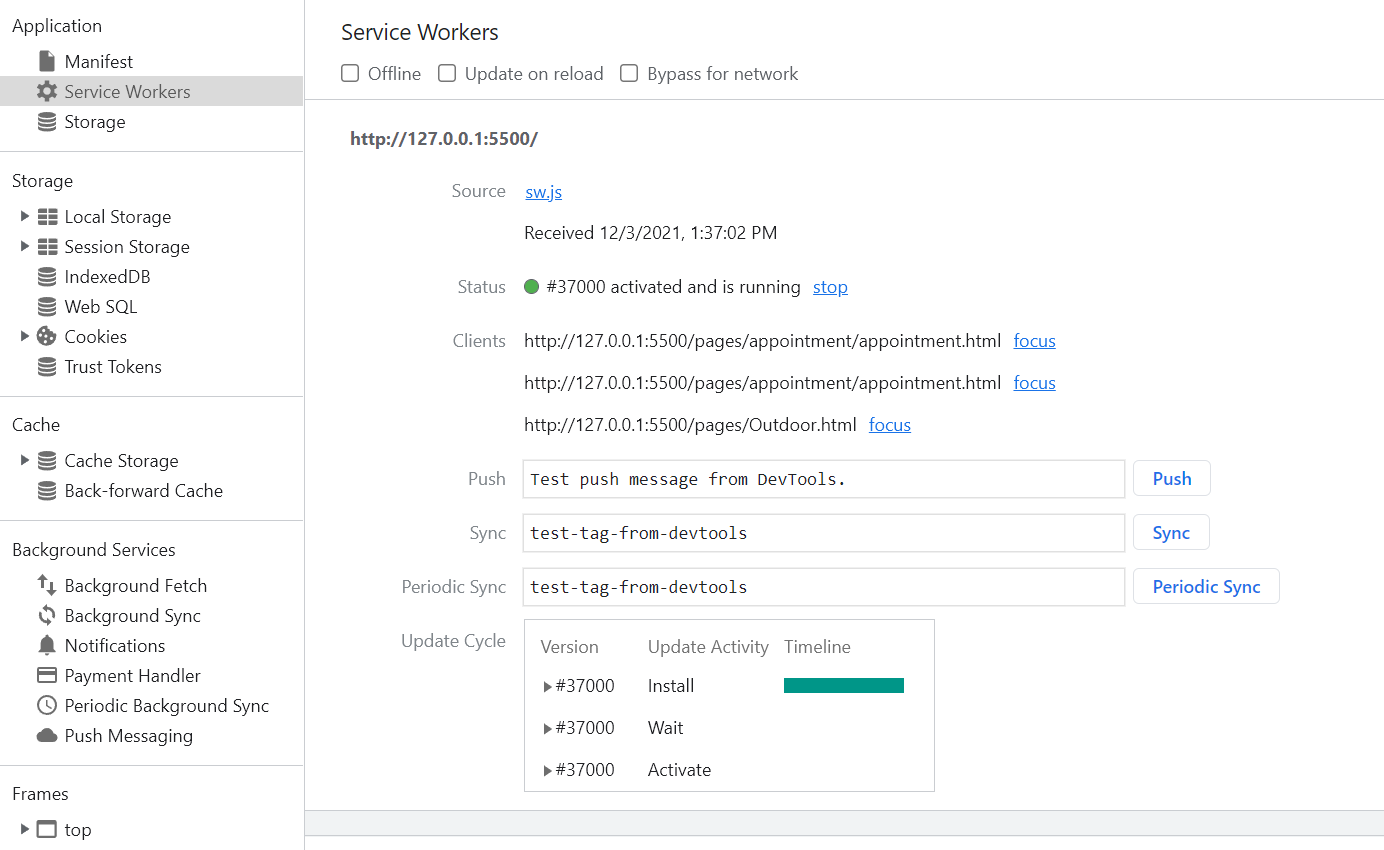 Application
Manifest
Service Workers
Storage
Storage
Local Storage
Session Storage
IndexedDB
Web SQL
Cookies
Trust Tokens
Cache
Cache Storage
Back-forward Cache
Background Services
Background Fetch
Background Sync
Notifications
Payment Handler
Periodic Background Sync
Push Messaging
Frames
top
Service Workers
Offline Update on reload Bypass for network
http://127.0.0.1:5500/
Source sw.js
Received 12/3/2021, 1:37:02 PM
Status #37000 activated and is running stop
Clients http://127.0.0.1:5500/pages/appointment/appointment.html focus
http://127.0.0.1:5500/pages/appointment/appointment.html focus
http://127.0.0.1:5500/pages/Outdoor.html focus
Push Test push message from DevTools. Push
Sync test-tag-from-devtools Sync
Periodic Sync test-tag-from-devtools Periodic Sync
Update Cycle Version Update Activity Timeline
#37000 Install
#37000 Wait
#37000 Activate